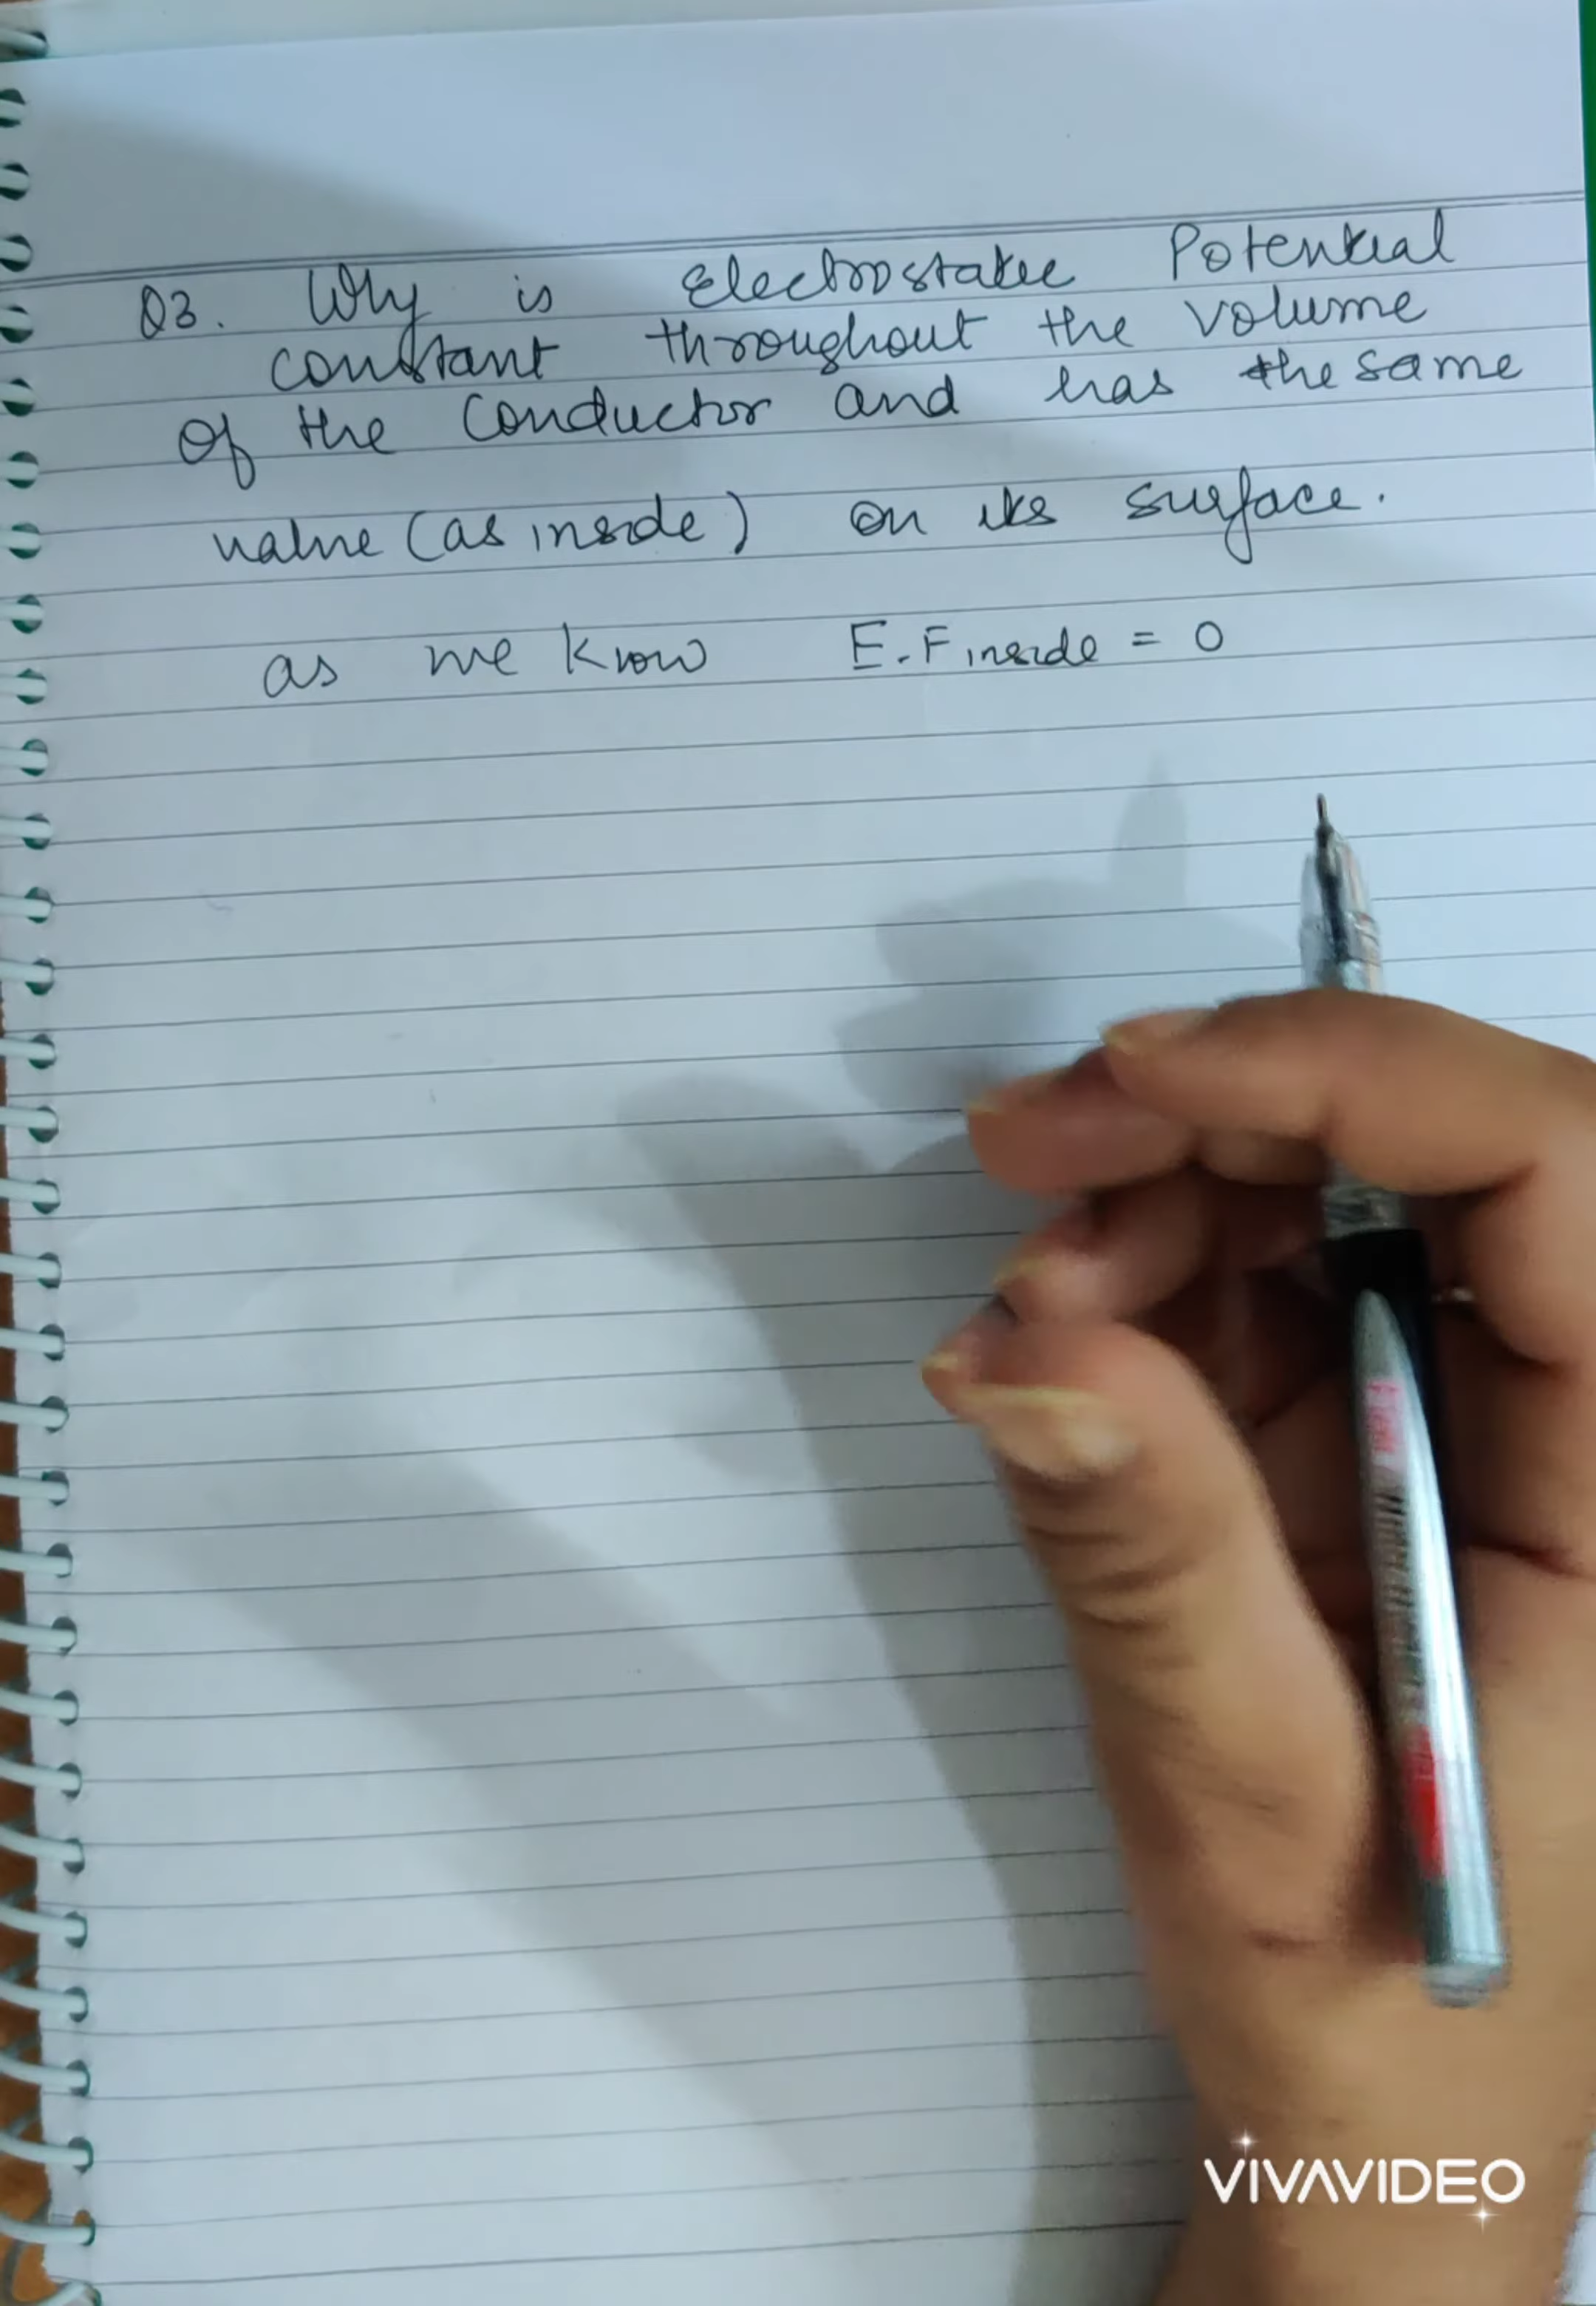 Q3. Why is Electrostatic Potential
constant throughout the volume
of the conductor and has the same
value (as inside) on its surface.
as we know E.F inside = 0
VIVAVIDEO